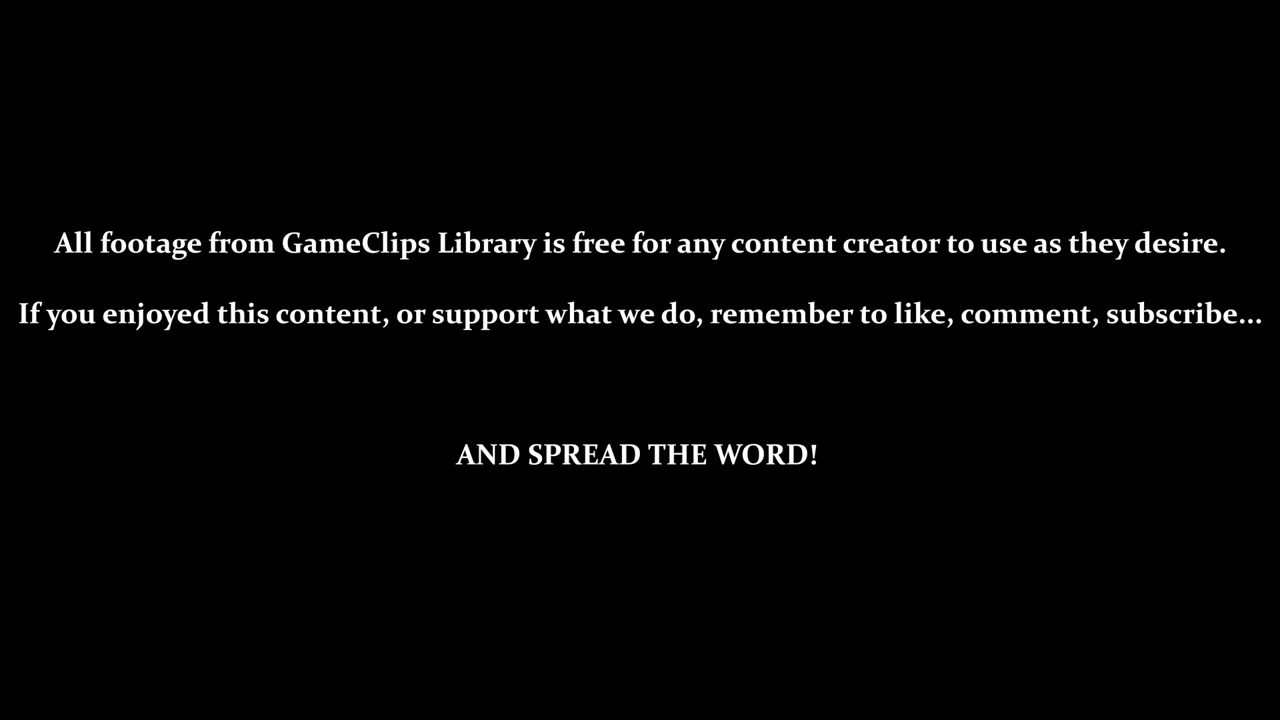 All footage from GameClips Library is free for any content creator to use as they desire.
If you enjoyed this content, or support what we do, remember to like, comment, subscribe...
AND SPREAD THE WORD!